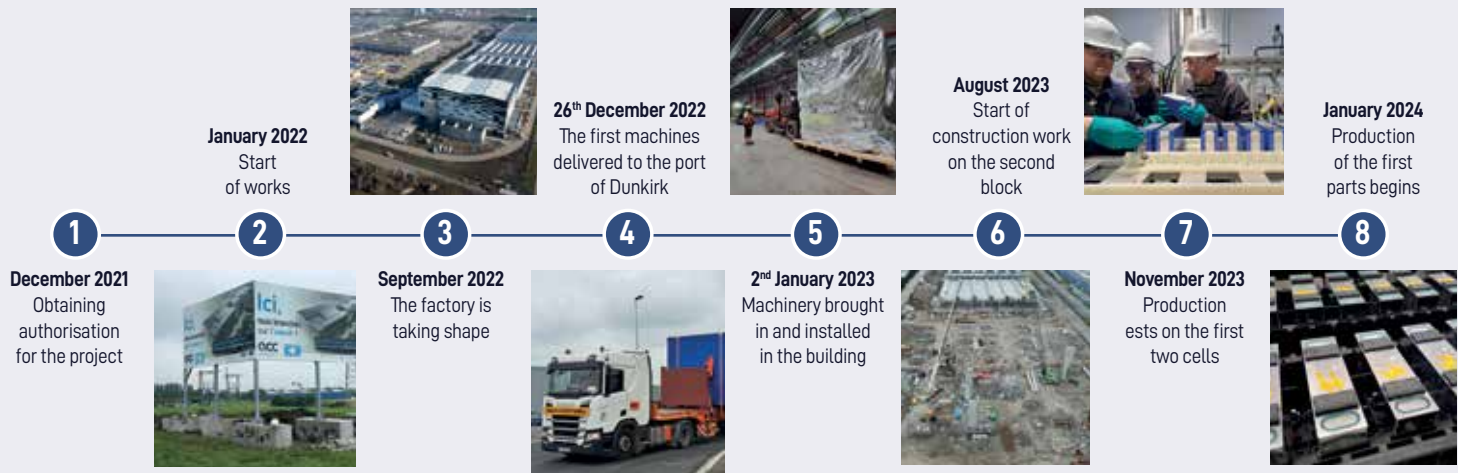 1
December 2021
Obtaining
authorisation
for the project
January 2022
Start
of works
2
Ici,
acc
3
September 2022
The factory is
taking shape
26th December 2022
The first machines
delivered to the port
of Dunkirk
4
5
2nd January 2023
Machinery brought
in and installed
in the building
August 2023
Start of
construction work
on the second
block
6
7
November 2023
Production
ests on the first
two cells
January 2024
Production
of the first
parts begins
8